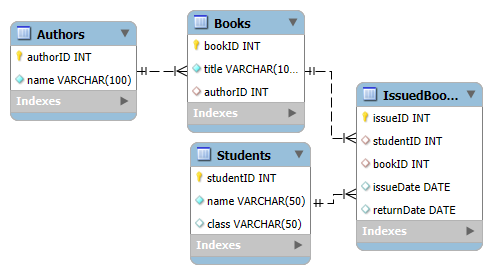 Authors
authorID INT
name VARCHAR(100)
Indexes
Books
bookID INT
title VARCHAR(10...
authorID INT
Indexes
Students
studentID INT
name VARCHAR(50)
class VARCHAR(50)
Indexes
IssuedBoo...
issueID INT
studentID INT
bookID INT
issueDate DATE
returnDate DATE
Indexes